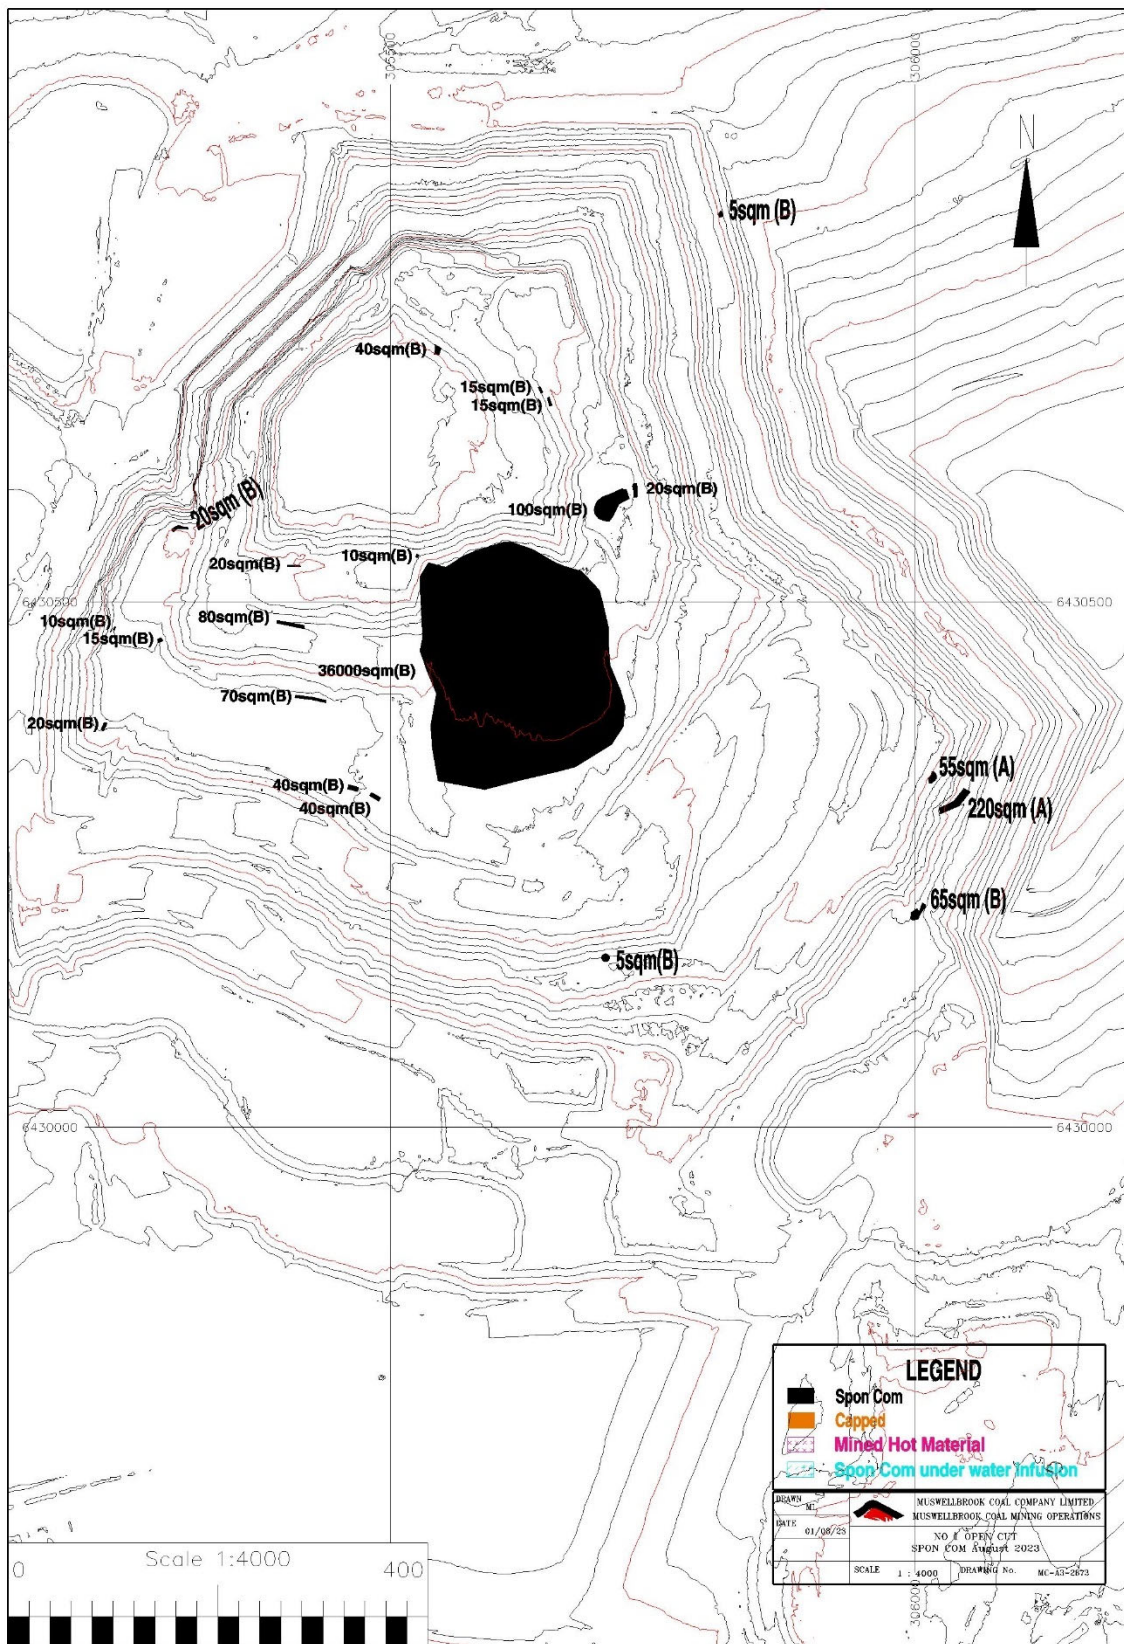 305500
306000
N
5sqm (B)
40sqm(B)
15sqm(B)
15sqm(B)
20sqm(B)
20sqm (B)
100sqm(B)
10sqm(B)
20sqm(B)
6430500
6430500
80sqm(B)
10sqm(B)
15sqm(B)
36000sqm(B)
70sqm(B)
20sqm(B)
55sqm (A)
40sqm(B)
40sqm(B)
220sqm (A)
65sqm (B)
5sqm(B)
6430000
6430000
LEGEND
Spon Com
Capped
Mined Hot Material
Spon Com under water infusion
DRAWN
ML
DATE
01/08/23
MUSWELLBROOK COAL COMPANY LIMITED
MUSWELLBROOK COAL MINING OPERATIONS
NO 1 OPEN CUT
SPON COM August 2023
SCALE 1 : 4000 DRAWING No. MC-A3-2673
Scale 1:4000
0 400
306000